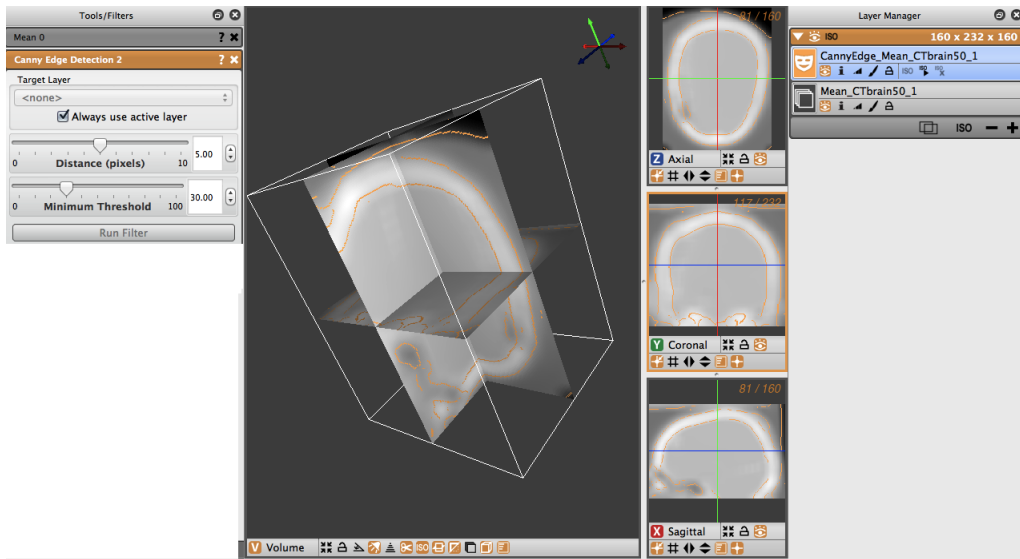 Tools/Filters
Mean 0
Canny Edge Detection 2
Target Layer
<none>
Always use active layer
0 Distance (pixels) 10 5.00
0 Minimum Threshold 100 30.00
Run Filter
V Volume
ISO
81 / 160
Z Axial
117 / 232
Y Coronal
81 / 160
X Sagittal
Layer Manager
ISO 160 x 232 x 160
CannyEdge_Mean_CTbrain50_1
ISO
Mean_CTbrain50_1
ISO